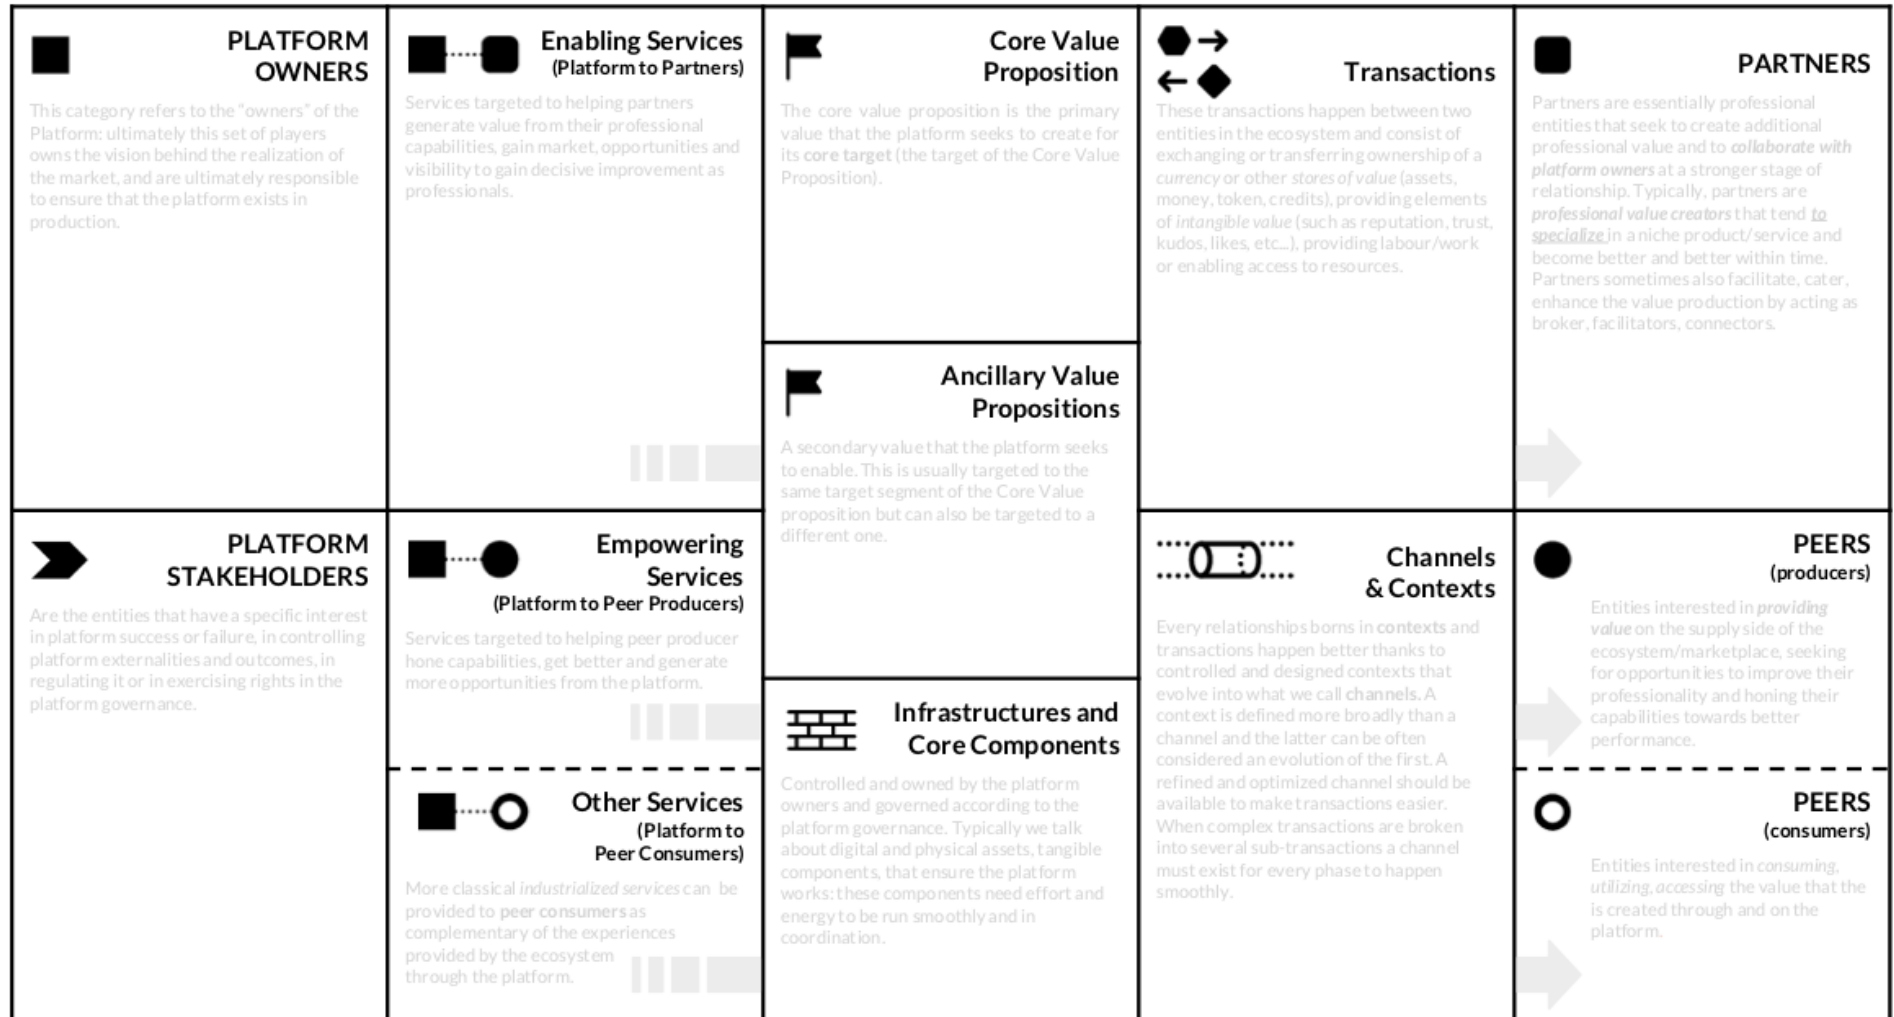 PLATFORM
OWNERS
This category refers to the "owners" of the
Platform: ultimately this set of players
owns the vision behind the realization of
the market, and are ultimately responsible
to ensure that the platform exists in
production.
Enabling Services
(Platform to Partners)
Services targeted to helping partners
generate value from their professional
capabilities, gain market, opportunities and
visibility to gain decisive improvement as
professionals.
Core Value
Proposition
The core value proposition is the primary
value that the platform seeks to create for
its core target (the target of the Core Value
Proposition).
Transactions
These transactions happen between two
entities in the ecosystem and consist of
exchanging or transferring ownership of a
currency or other stores of value (assets,
money, token, credits), providing elements
of intangible value (such as reputation, trust,
kudos, likes, etc...), providing labour/work
or enabling access to resources.
PARTNERS
Partners are essentially professional
entities that seek to create additional
professional value and to collaborate with
platform owners at a stronger stage of
relationship. Typically, partners are
professional value creators that tend to
specialize in a niche product/service and
become better and better within time.
Partners sometimes also facilitate, cater,
enhance the value production by acting as
broker, facilitators, connectors.
Ancillary Value
Propositions
A secondary value that the platform seeks
to enable. This is usually targeted to the
same target segment of the Core Value
proposition but can also be targeted to a
different one.
PLATFORM
STAKEHOLDERS
Are the entities that have a specific interest
in platform success or failure, in controlling
platform externalities and outcomes, in
regulating it or in exercising rights in the
platform governance.
Empowering
Services
(Platform to Peer Producers)
Services targeted to helping peer producer
hone capabilities, get better and generate
more opportunities from the platform.
Other Services
(Platform to
Peer Consumers)
More classical industrialized services can be
provided to peer consumers as
complementary of the experiences
provided by the ecosystem
through the platform.
Infrastructures and
Core Components
Controlled and owned by the platform
owners and governed according to the
platform governance. Typically we talk
about digital and physical assets, tangible
components, that ensure the platform
works: these components need effort and
energy to be run smoothly and in
coordination.
Channels
& Contexts
Every relationships borns in contexts and
transactions happen better thanks to
controlled and designed contexts that
evolve into what we call channels. A
context is defined more broadly than a
channel and the latter can be often
considered an evolution of the first. A
refined and optimized channel should be
available to make transactions easier.
When complex transactions are broken
into several sub-transactions a channel
must exist for every phase to happen
smoothly.
PEERS
(producers)
Entities interested in providing
value on the supply side of the
ecosystem/marketplace, seeking
for opportunities to improve their
professionality and honing their
capabilities towards better
performance.
PEERS
(consumers)
Entities interested in consuming,
utilizing, accessing the value that the
is created through and on the
platform.